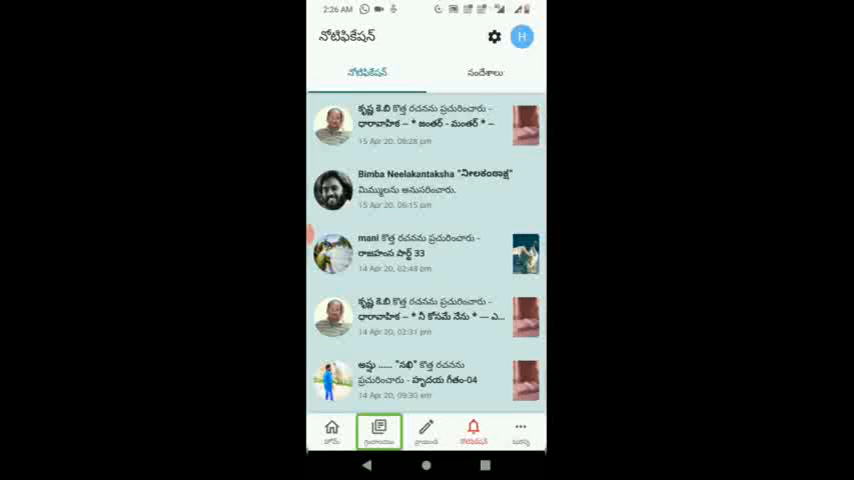 2:26 AM
నోటిఫికేషన్
H
నోటిఫికేషన్
సందేశాలు
కృష్ణ కె.బి కొత్త రచనను ప్రచురించారు -
ధారావాహిక -- * జంతర్ - మంతర్ * --
15 Apr 20, 08:28 pm
Bimba Neelakantaksha
మిమ్ములను అనుసరించారు.
15 Apr 20, 06:15 pm
mani కొత్త రచనను ప్రచురించారు -
రాజహంస పార్ట్ 33
14 Apr 20, 02:48 pm
కృష్ణ కె.బి కొత్త రచనను ప్రచురించారు -
ధారావాహిక -- * నీ కోసమే నేను * --- ఎ...
14 Apr 20, 02:31 pm
అషు ...... "సఖి" కొత్త రచనను
ప్రచురించారు - హృదయ గీతం-04
14 Apr 20, 09:30 am
హోమ్
గ్రంథాలయం
వ్రాయండి
నోటిఫికేషన్